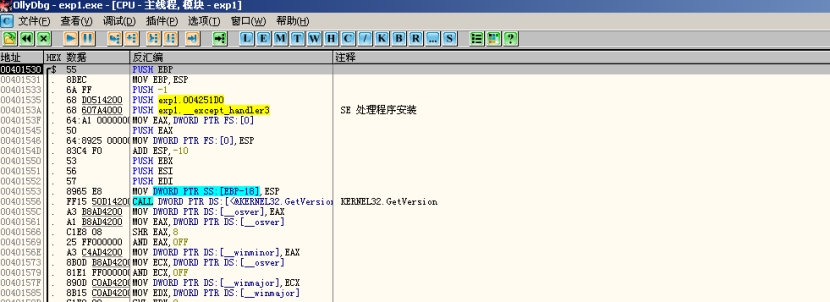 OllyDbg - exp1.exe - [CPU - 主线程, 模块 - exp1]
C 文件(F) 查看(V) 调试(D) 插件(P) 选项(T) 窗口(W) 帮助(H)
L E M T W H C / K B R ... S ?
地址 HEX 数据 反汇编 注释
00401530 $ 55 PUSH EBP
00401531 . 8BEC MOV EBP,ESP
00401533 . 6A FF PUSH -1
00401535 . 68 D0514200 PUSH exp1.004251D0
0040153A . 68 607A4000 PUSH exp1.__except_handler3 SE 处理程序安装
0040153F . 64:A1 000000 MOV EAX,DWORD PTR FS:[0]
00401545 . 50 PUSH EAX
00401546 . 64:8925 0000 MOV DWORD PTR FS:[0],ESP
0040154D . 83C4 F0 ADD ESP,-10
00401550 . 53 PUSH EBX
00401551 . 56 PUSH ESI
00401552 . 57 PUSH EDI
00401553 . 8965 E8 MOV DWORD PTR SS:[EBP-18],ESP
00401556 . FF15 50D14200 CALL DWORD PTR DS:[<&KERNEL32.GetVersion KERNEL32.GetVersion
0040155C . A3 B8AD4200 MOV DWORD PTR DS:[__osver],EAX
00401561 . A1 B8AD4200 MOV EAX,DWORD PTR DS:[__osver]
00401566 . C1E8 08 SHR EAX,8
00401569 . 25 FF000000 AND EAX,0FF
0040156E . A3 C4AD4200 MOV DWORD PTR DS:[__winminor],EAX
00401573 . 8B0D B8AD4200 MOV ECX,DWORD PTR DS:[__osver]
00401579 . 81E1 FF000000 AND ECX,0FF
0040157F . 890D C0AD4200 MOV DWORD PTR DS:[__winmajor],ECX
00401585 . 8B15 C0AD4200 MOV EDX,DWORD PTR DS:[__winmajor]